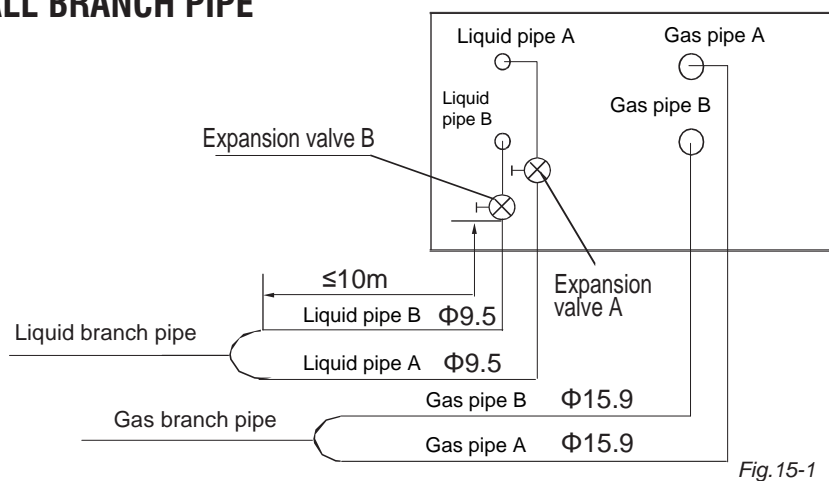 ALL BRANCH PIPE
Liquid pipe A
Gas pipe A
Liquid
pipe B
Gas pipe B
Expansion valve B
≤10m
Expansion
valve A
Liquid pipe B Φ9.5
Liquid branch pipe
Liquid pipe A Φ9.5
Gas pipe B Φ15.9
Gas branch pipe
Gas pipe A Φ15.9
Fig.15-1